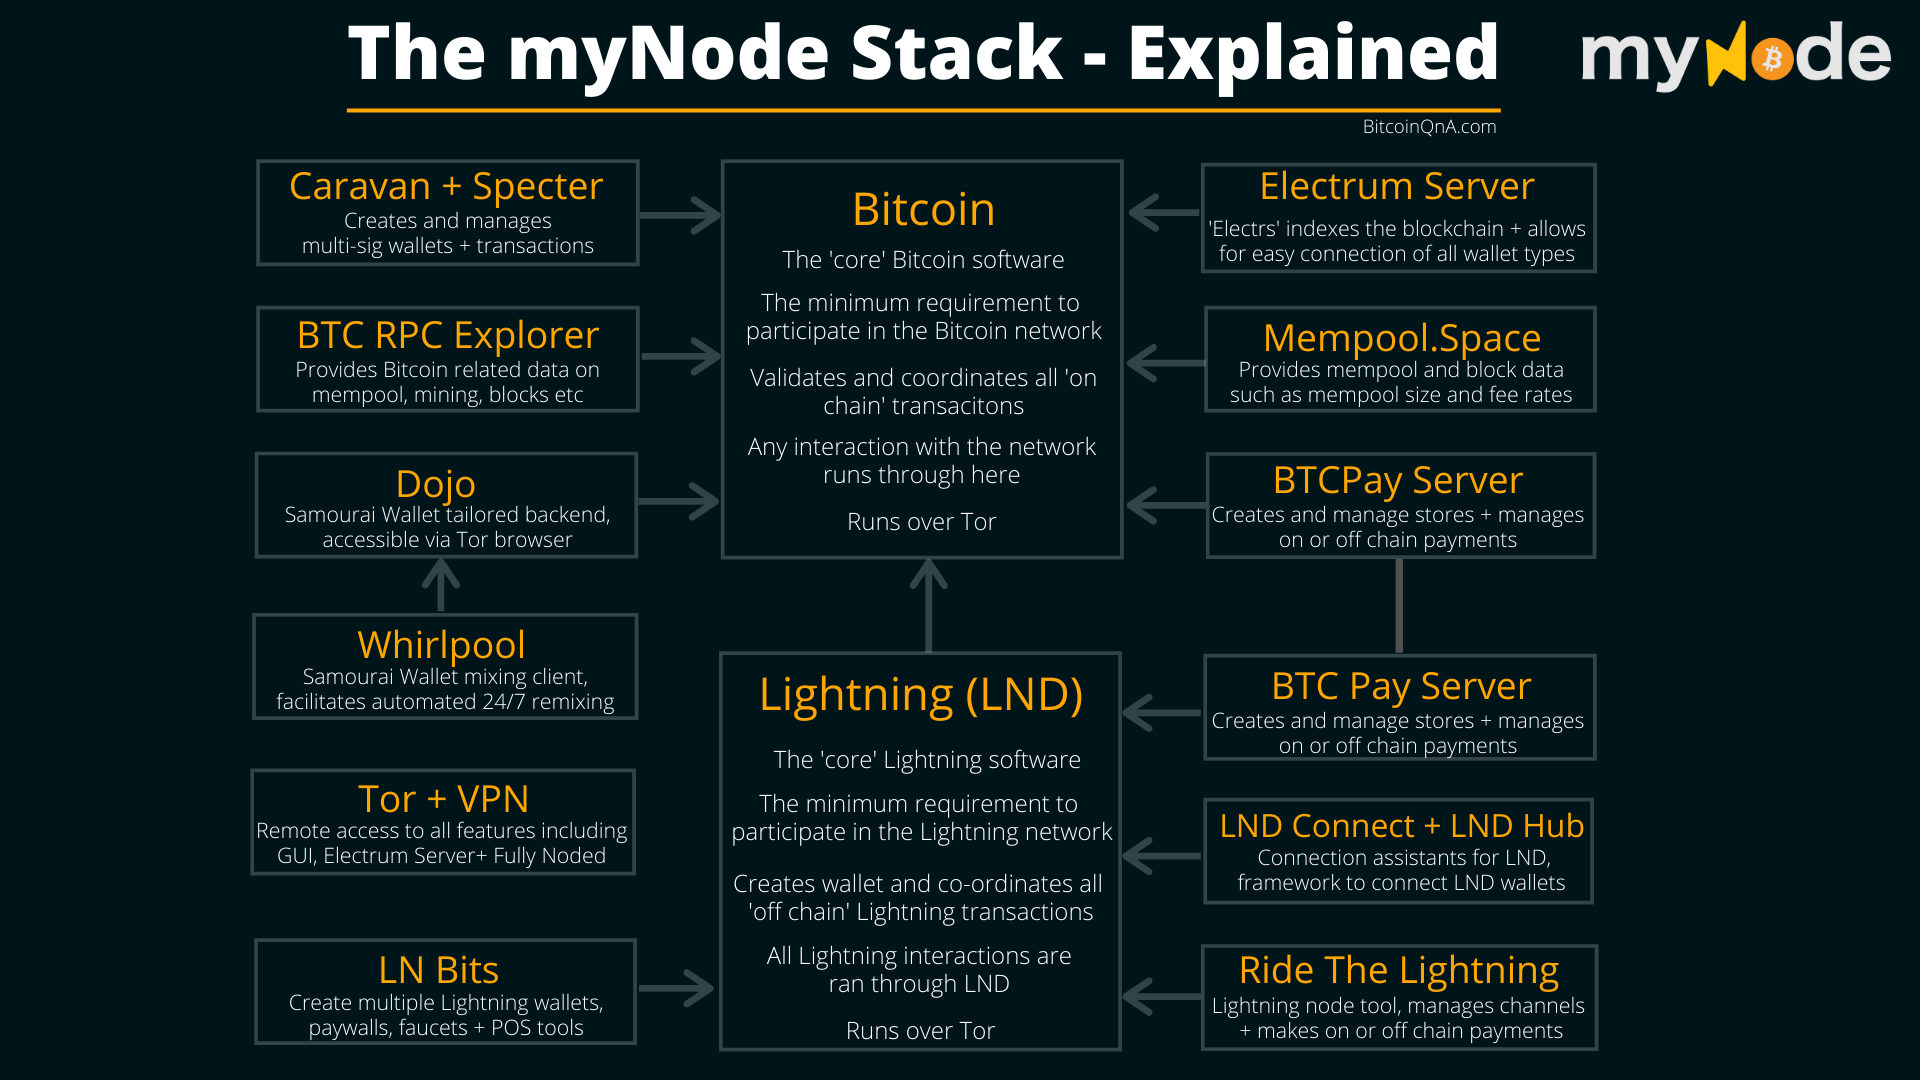 The myNode Stack - Explained
myNode
BitcoinQnA.com
Caravan + Specter
Creates and manages
multi-sig wallets + transactions
BTC RPC Explorer
Provides Bitcoin related data on
mempool, mining, blocks etc
Dojo
Samourai Wallet tailored backend,
accessible via Tor browser
Whirlpool
Samourai Wallet mixing client,
facilitates automated 24/7 remixing
Tor + VPN
Remote access to all features including
GUI, Electrum Server+ Fully Noded
LN Bits
Create multiple Lightning wallets,
paywalls, faucets + POS tools
Bitcoin
The 'core' Bitcoin software
The minimum requirement to
participate in the Bitcoin network
Validates and coordinates all 'on
chain' transacitons
Any interaction with the network
runs through here
Runs over Tor
Lightning (LND)
The 'core' Lightning software
The minimum requirement to
participate in the Lightning network
Creates wallet and co-ordinates all
'off chain' Lightning transactions
All Lightning interactions are
ran through LND
Runs over Tor
Electrum Server
'Electrs' indexes the blockchain + allows
for easy connection of all wallet types
Mempool.Space
Provides mempool and block data
such as mempool size and fee rates
BTCPay Server
Creates and manage stores + manages
on or off chain payments
BTC Pay Server
Creates and manage stores + manages
on or off chain payments
LND Connect + LND Hub
Connection assistants for LND,
framework to connect LND wallets
Ride The Lightning
Lightning node tool, manages channels
+ makes on or off chain payments